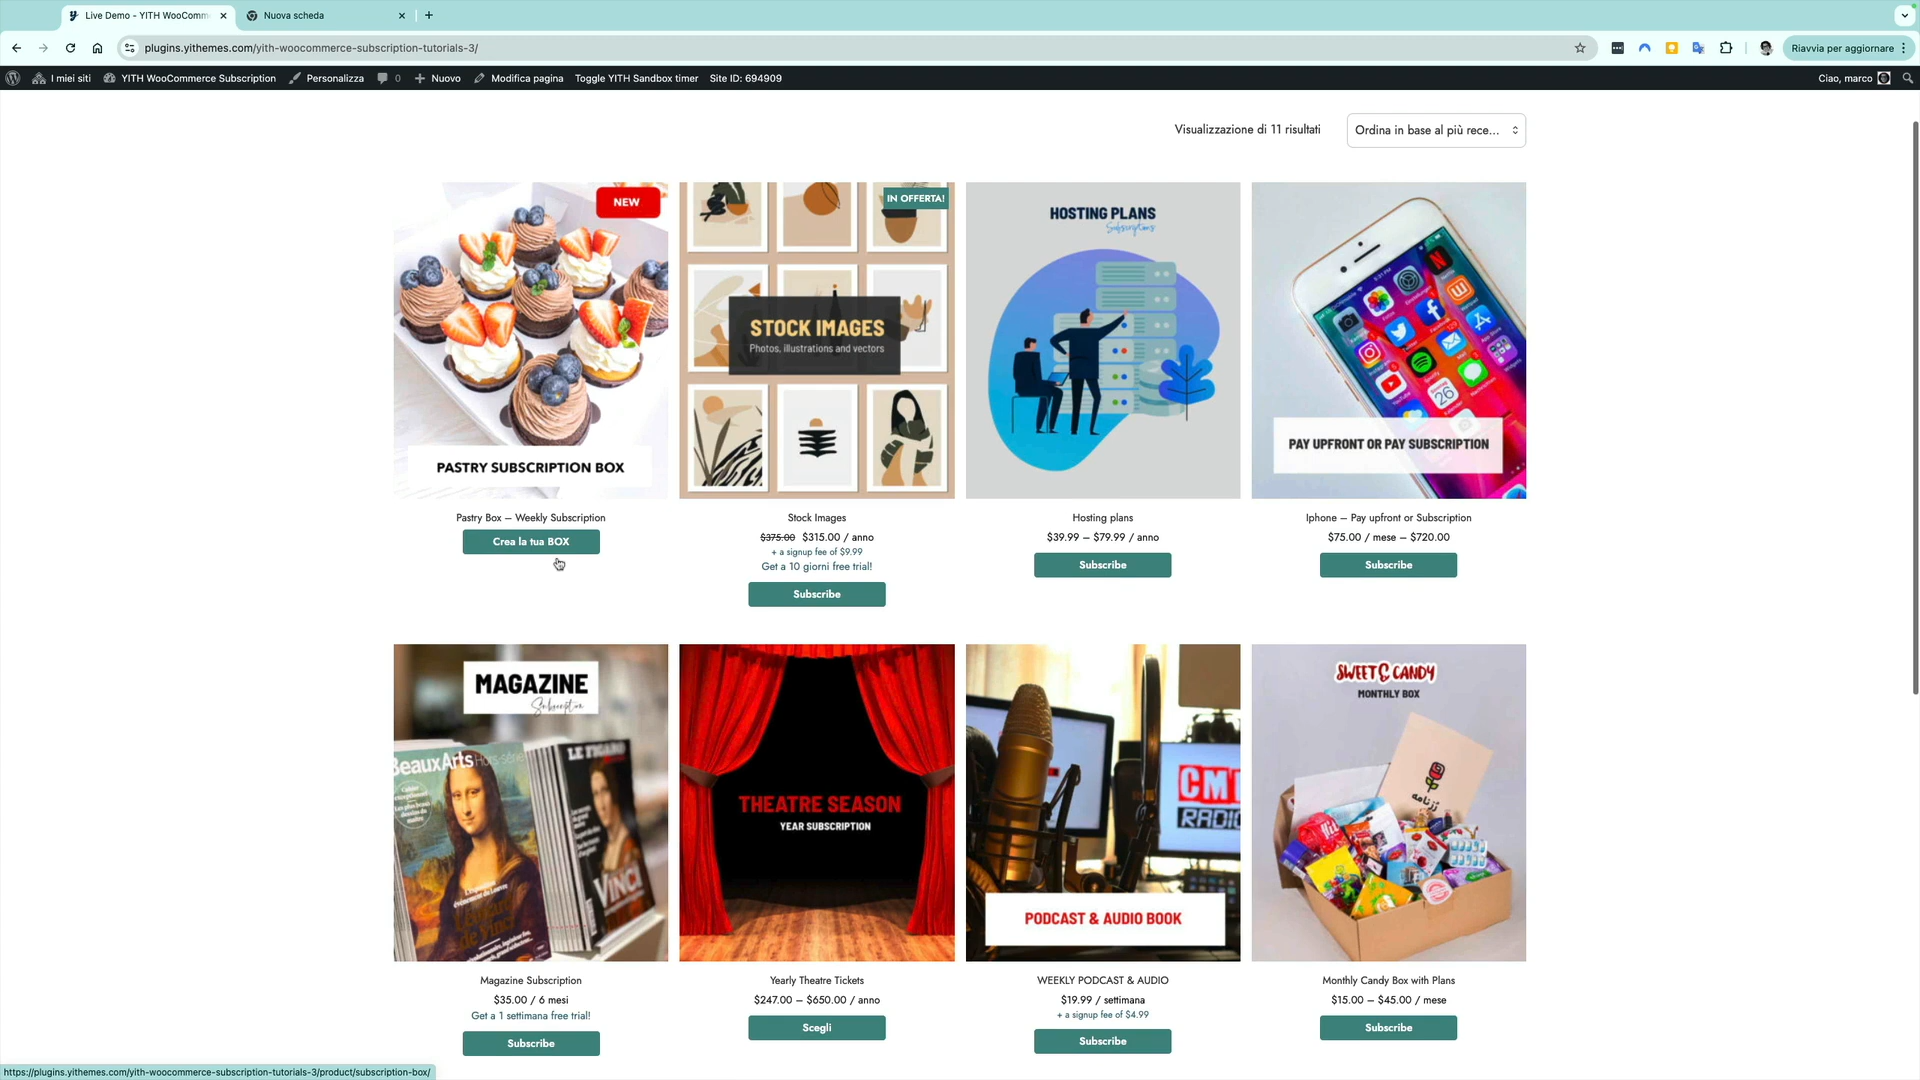 Live Demo - YITH WooComm
Nuova scheda
plugins.yithemes.com/yith-woocommerce-subscription-tutorials-3/
Riavvia per aggiornare
I miei siti
YITH WooCommerce Subscription
Personalizza
0
Nuovo
Modifica pagina
Toggle YITH Sandbox timer
Site ID: 694909
Ciao, marco
Visualizzazione di 11 risultati
Ordina in base al più rece...
NEW
PASTRY SUBSCRIPTION BOX
IN OFFERTA!
STOCK IMAGES
Photos, illustrations and vectors
HOSTING PLANS
Subscriptions
PAY UPFRONT OR PAY SUBSCRIPTION
Pastry Box – Weekly Subscription
Crea la tua BOX
Stock Images
$375.00 $315.00 / anno
+ a signup fee of $9.99
Get a 10 giorni free trial!
Subscribe
Hosting plans
$39.99 – $79.99 / anno
Subscribe
Iphone – Pay upfront or Subscription
$75.00 / mese – $720.00
Subscribe
MAGAZINE
Subscription
BeauxArts Hors-série
LE FIGARO
VINCI
THEATRE SEASON
YEAR SUBSCRIPTION
RADIO
PODCAST & AUDIO BOOK
SWEET & CANDY
MONTHLY BOX
Magazine Subscription
$35.00 / 6 mesi
Get a 1 settimana free trial!
Subscribe
Yearly Theatre Tickets
$247.00 – $650.00 / anno
Scegli
WEEKLY PODCAST & AUDIO
$19.99 / settimana
+ a signup fee of $4.99
Subscribe
Monthly Candy Box with Plans
$15.00 – $45.00 / mese
Subscribe
https://plugins.yithemes.com/yith-woocommerce-subscription-tutorials-3/product/subscription-box/